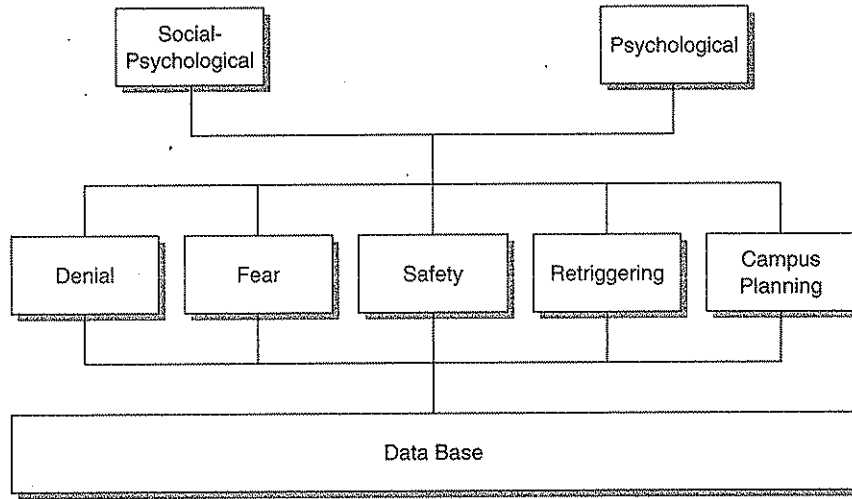 Social-
Psychological
Psychological
Denial
Fear
Safety
Retriggering
Campus
Planning
Data Base